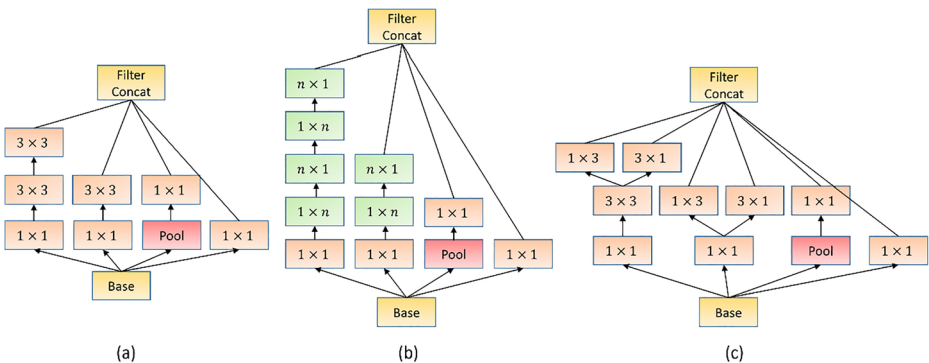 Filter
Concat
3 × 3
3 × 3
3 × 3
1 × 1
1 × 1
1 × 1
Pool
1 × 1
Base
(a)
Filter
Concat
n × 1
1 × n
n × 1
n × 1
1 × n
1 × n
1 × 1
1 × 1
1 × 1
Pool
1 × 1
Base
(b)
Filter
Concat
1 × 3
3 × 1
3 × 3
1 × 3
3 × 1
1 × 1
1 × 1
1 × 1
Pool
1 × 1
Base
(c)